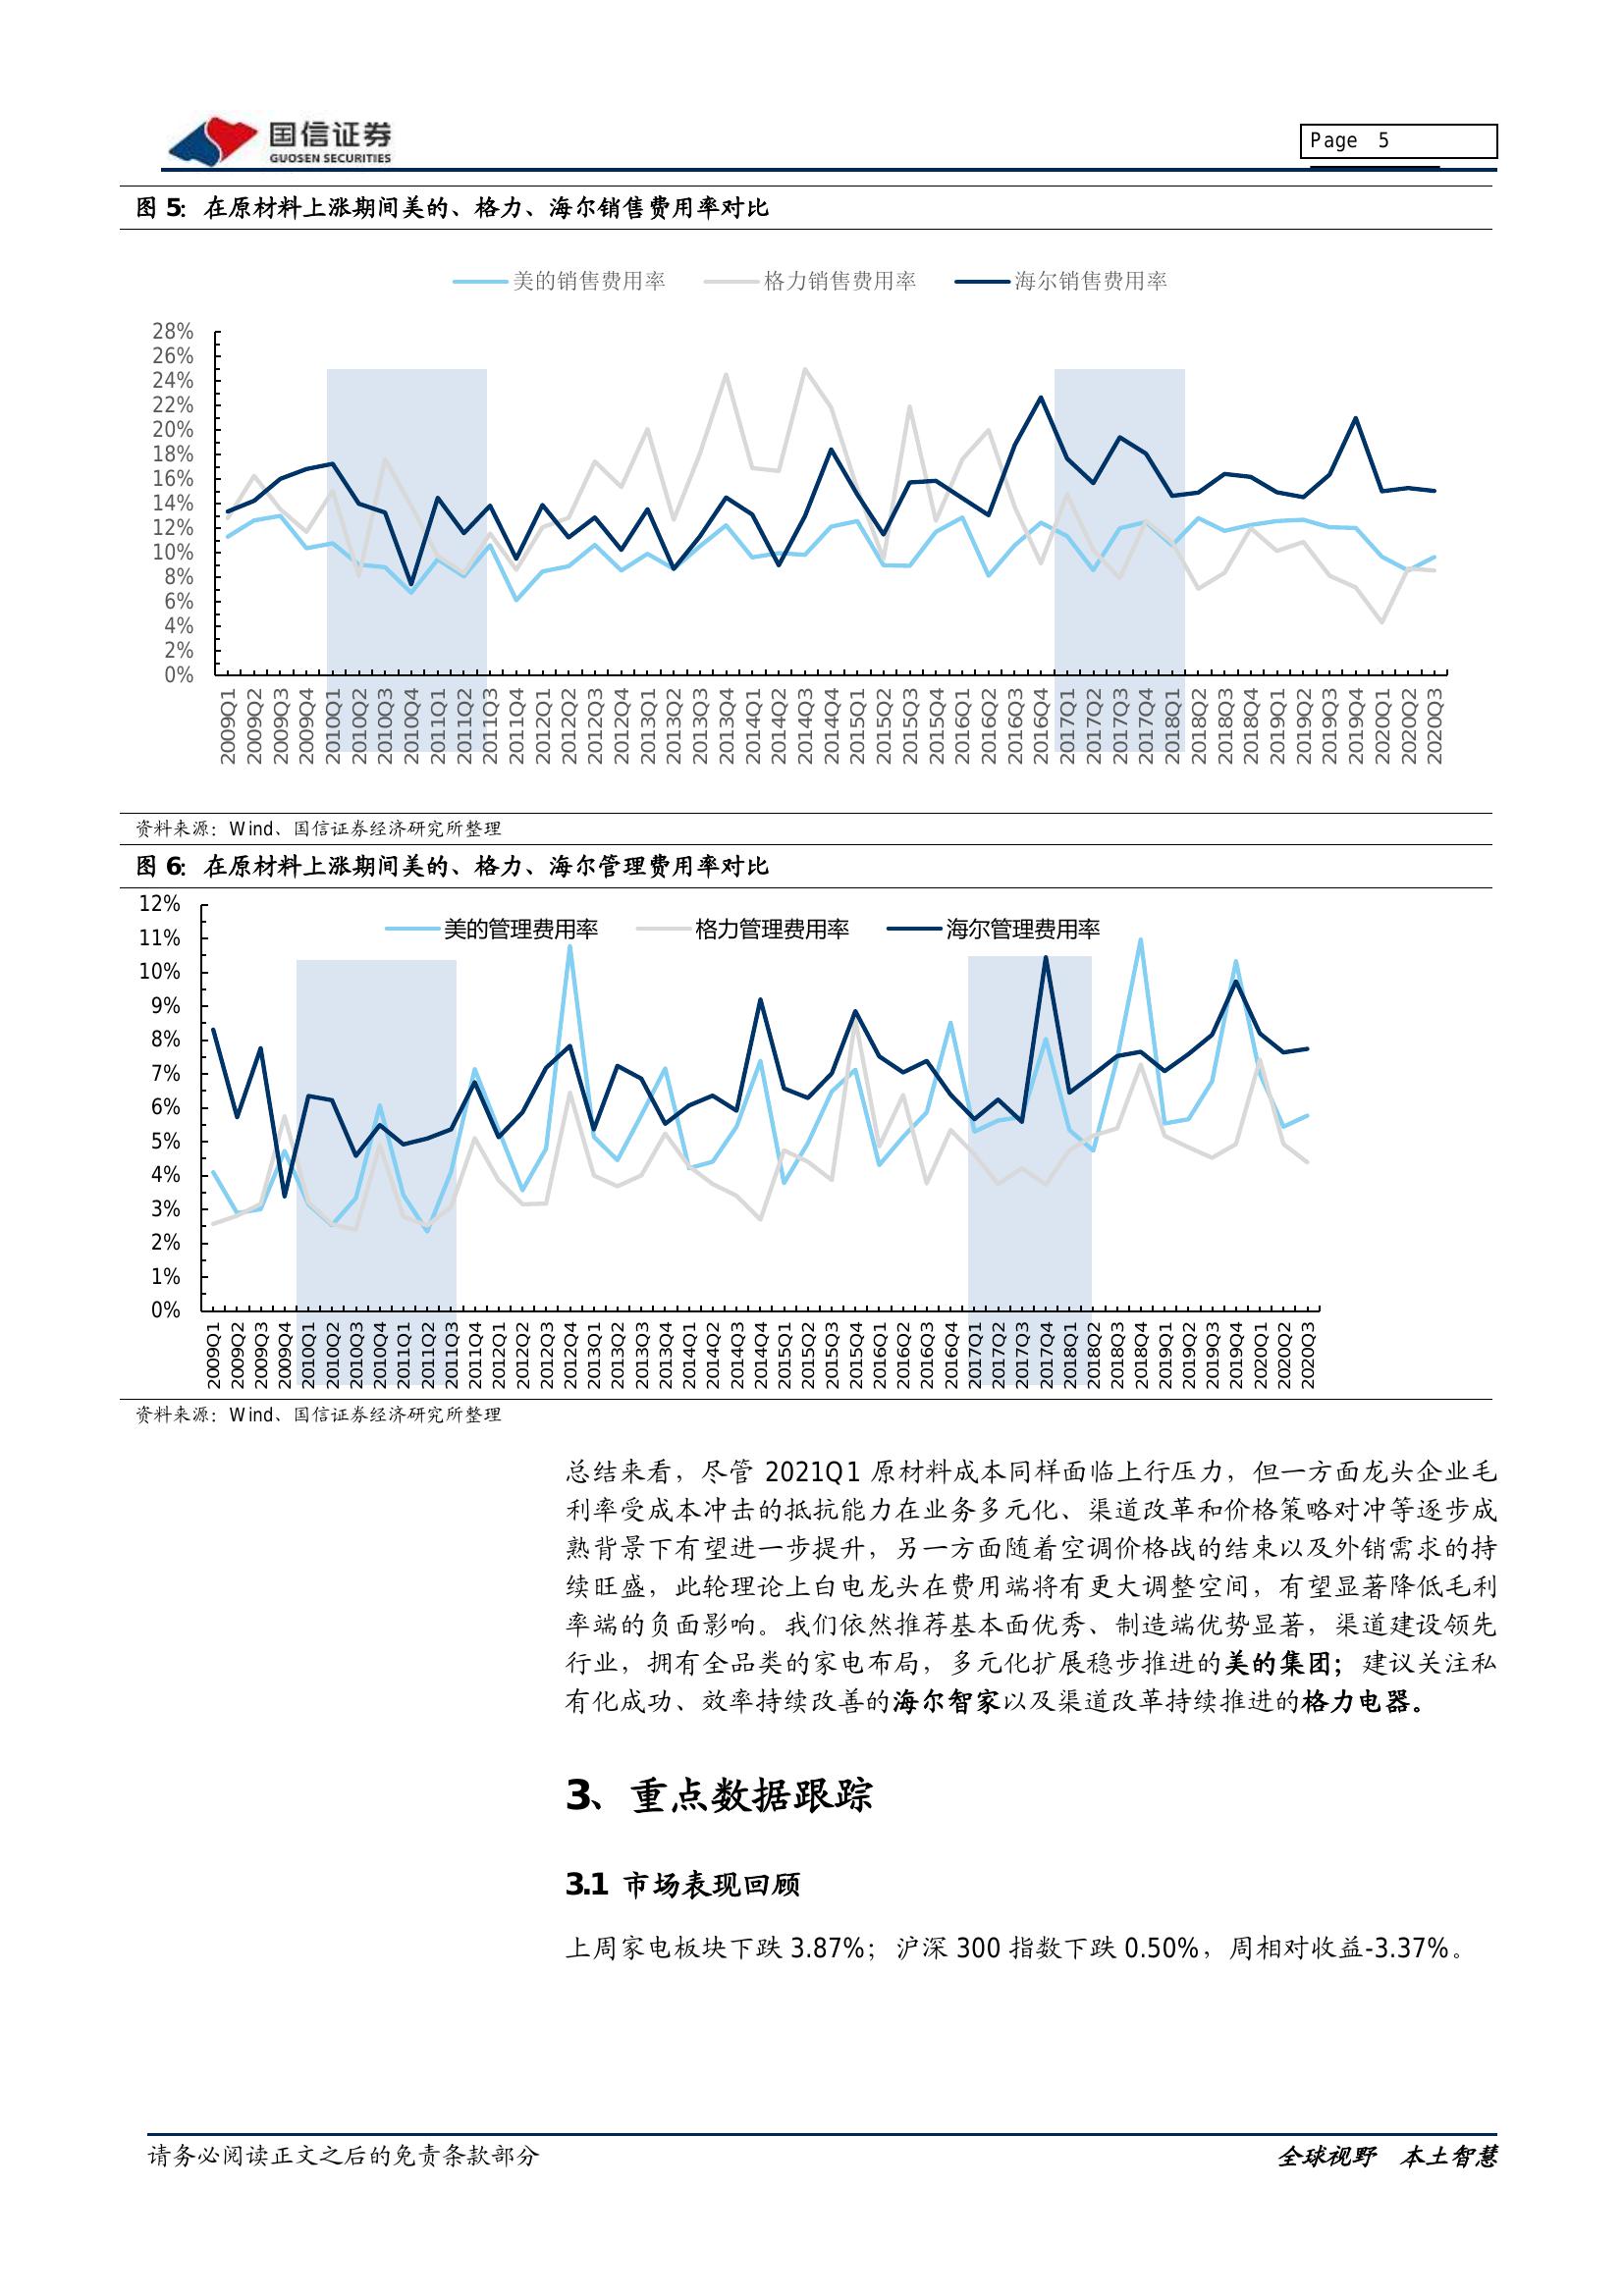 国信证券
GUOSEN SECURITIES
Page 5
图 5：在原材料上涨期间美的、格力、海尔销售费用率对比
美的销售费用率 格力销售费用率 海尔销售费用率
28%
26%
24%
22%
20%
18%
16%
14%
12%
10%
8%
6%
4%
2%
0%
2009Q1 2009Q2 2009Q3 2009Q4 2010Q1 2010Q2 2010Q3 2010Q4 2011Q1 2011Q2 2011Q3 2011Q4 2012Q1 2012Q2 2012Q3 2012Q4 2013Q1 2013Q2 2013Q3 2013Q4 2014Q1 2014Q2 2014Q3 2014Q4 2015Q1 2015Q2 2015Q3 2015Q4 2016Q1 2016Q2 2016Q3 2016Q4 2017Q1 2017Q2 2017Q3 2017Q4 2018Q1 2018Q2 2018Q3 2018Q4 2019Q1 2019Q2 2019Q3 2019Q4 2020Q1 2020Q2 2020Q3
资料来源：Wind、国信证券经济研究所整理
图 6：在原材料上涨期间美的、格力、海尔管理费用率对比
美的管理费用率 格力管理费用率 海尔管理费用率
12%
11%
10%
9%
8%
7%
6%
5%
4%
3%
2%
1%
0%
2009Q1 2009Q2 2009Q3 2009Q4 2010Q1 2010Q2 2010Q3 2010Q4 2011Q1 2011Q2 2011Q3 2011Q4 2012Q1 2012Q2 2012Q3 2012Q4 2013Q1 2013Q2 2013Q3 2013Q4 2014Q1 2014Q2 2014Q3 2014Q4 2015Q1 2015Q2 2015Q3 2015Q4 2016Q1 2016Q2 2016Q3 2016Q4 2017Q1 2017Q2 2017Q3 2017Q4 2018Q1 2018Q2 2018Q3 2018Q4 2019Q1 2019Q2 2019Q3 2019Q4 2020Q1 2020Q2 2020Q3
资料来源：Wind、国信证券经济研究所整理
总结来看，尽管 2021Q1 原材料成本同样面临上行压力，但一方面龙头企业毛
利率受成本冲击的抵抗能力在业务多元化、渠道改革和价格策略对冲等逐步成
熟背景下有望进一步提升，另一方面随着空调价格战的结束以及外销需求的持
续旺盛，此轮理论上白电龙头在费用端将有更大调整空间，有望显著降低毛利
率端的负面影响。我们依然推荐基本面优秀、制造端优势显著，渠道建设领先
行业，拥有全品类的家电布局，多元化扩展稳步推进的美的集团；建议关注私
有化成功、效率持续改善的海尔智家以及渠道改革持续推进的格力电器。
3、重点数据跟踪
3.1 市场表现回顾
上周家电板块下跌 3.87%；沪深 300 指数下跌 0.50%，周相对收益-3.37%。
请务必阅读正文之后的免责条款部分
全球视野 本土智慧